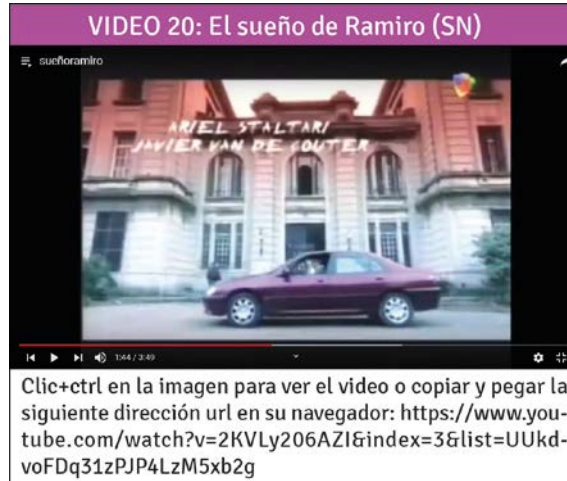 VIDEO 20: El sueño de Ramiro (SN)
sueñoramiro
ARIEL STALTARI
JAVIER VAN DE COUTER
1:44 / 3:49
Clic+ctrl en la imagen para ver el video o copiar y pegar la
siguiente dirección url en su navegador: https://www.you-
tube.com/watch?v=2KVLy206AZI&index=3&list=UUkd-
voFDq31zPJP4LzM5xb2g